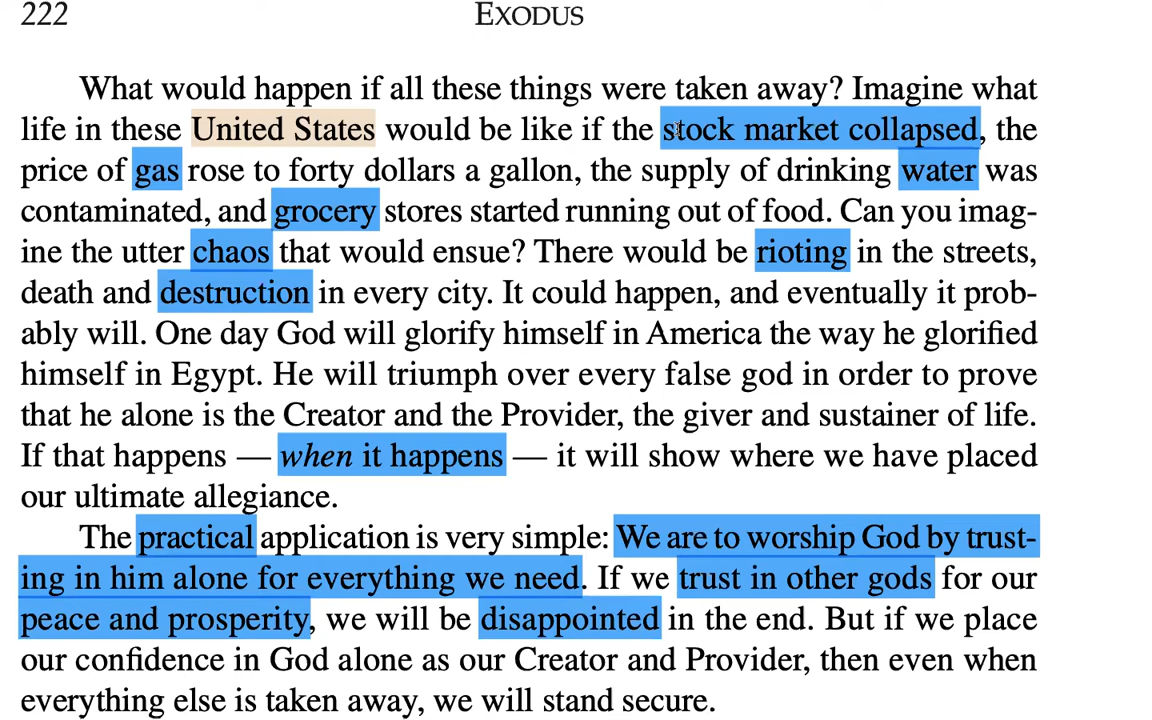 222 EXODUS
What would happen if all these things were taken away? Imagine what
life in these United States would be like if the stock market collapsed, the
price of gas rose to forty dollars a gallon, the supply of drinking water was
contaminated, and grocery stores started running out of food. Can you imag-
ine the utter chaos that would ensue? There would be rioting in the streets,
death and destruction in every city. It could happen, and eventually it prob-
ably will. One day God will glorify himself in America the way he glorified
himself in Egypt. He will triumph over every false god in order to prove
that he alone is the Creator and the Provider, the giver and sustainer of life.
If that happens — when it happens — it will show where we have placed
our ultimate allegiance.
The practical application is very simple: We are to worship God by trust-
ing in him alone for everything we need. If we trust in other gods for our
peace and prosperity, we will be disappointed in the end. But if we place
our confidence in God alone as our Creator and Provider, then even when
everything else is taken away, we will stand secure.